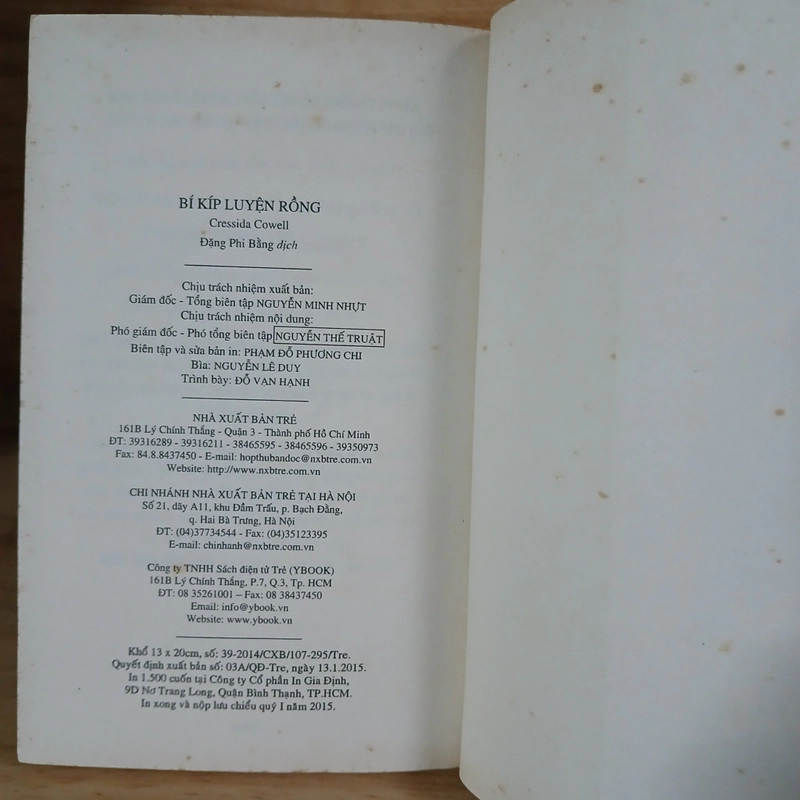 BÍ KÍP LUYỆN RỒNG
Cressida Cowell
Đặng Phi Bằng dịch
Chịu trách nhiệm xuất bản:
Giám đốc - Tổng biên tập NGUYỄN MINH NHỰT
Chịu trách nhiệm nội dung:
Phó giám đốc - Phó tổng biên tập NGUYỄN THẾ TRUẬT
Biên tập và sửa bản in: PHẠM ĐỖ PHƯƠNG CHI
Bìa: NGUYỄN LÊ DUY
Trình bày: ĐỖ VẠN HẠNH
NHÀ XUẤT BẢN TRẺ
161B Lý Chính Thắng - Quận 3 - Thành phố Hồ Chí Minh
ĐT: 39316289 - 39316211 - 38465595 - 38465596 - 39350973
Fax: 84.8.8437450 - E-mail: hopthubandoc@nxbtre.com.vn
Website: http://www.nxbtre.com.vn
CHI NHÁNH NHÀ XUẤT BẢN TRẺ TẠI HÀ NỘI
Số 21, dãy A11, khu Đầm Trấu, p. Bạch Đằng,
q. Hai Bà Trưng, Hà Nội
ĐT: (04)37734544 - Fax: (04)35123395
E-mail: chinhanh@nxbtre.com.vn
Công ty TNHH Sách điện tử Trẻ (YBOOK)
161B Lý Chính Thắng, P.7, Q.3, Tp. HCM
ĐT: 08 35261001 – Fax: 08 38437450
Email: info@ybook.vn
Website: www.ybook.vn
Khổ 13 x 20cm, số: 39-2014/CXB/107-295/Tre.
Quyết định xuất bản số: 03A/QĐ-Tre, ngày 13.1.2015.
In 1.500 cuốn tại Công ty Cổ phần In Gia Định,
9D Nơ Trang Long, Quận Bình Thạnh, TP.HCM.
In xong và nộp lưu chiểu quý I năm 2015.